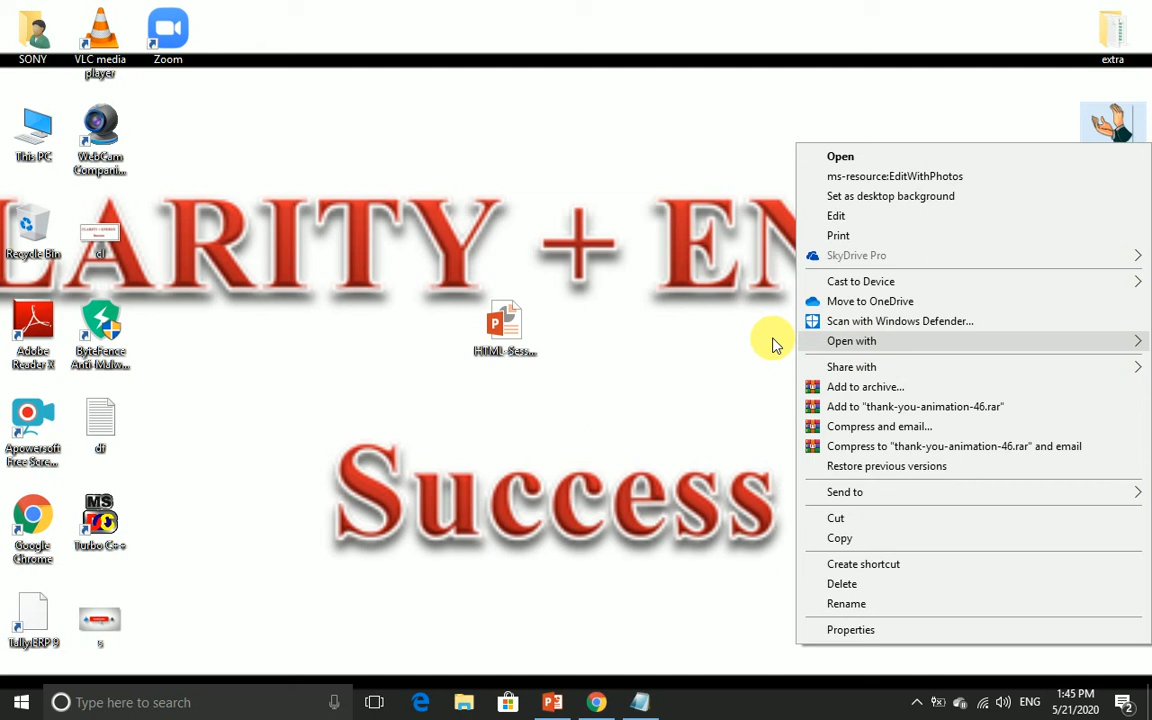 SONY
VLC media
player
Zoom
extra
This PC
WebCam
Compani...
Recycle Bin
cl
Adobe
Reader X
ByteFence
Anti-Malw...
Apowersoft
Free Scre...
df
Google
Chrome
Turbo C++
Tally.ERP 9
s
CLARITY + EN
Success
HTML-Sess...
Open
ms-resource:EditWithPhotos
Set as desktop background
Edit
Print
SkyDrive Pro
Cast to Device
Move to OneDrive
Scan with Windows Defender...
Open with
Share with
Add to archive...
Add to "thank-you-animation-46.rar"
Compress and email...
Compress to "thank-you-animation-46.rar" and email
Restore previous versions
Send to
Cut
Copy
Create shortcut
Delete
Rename
Properties
Type here to search
ENG
1:45 PM
5/21/2020
2